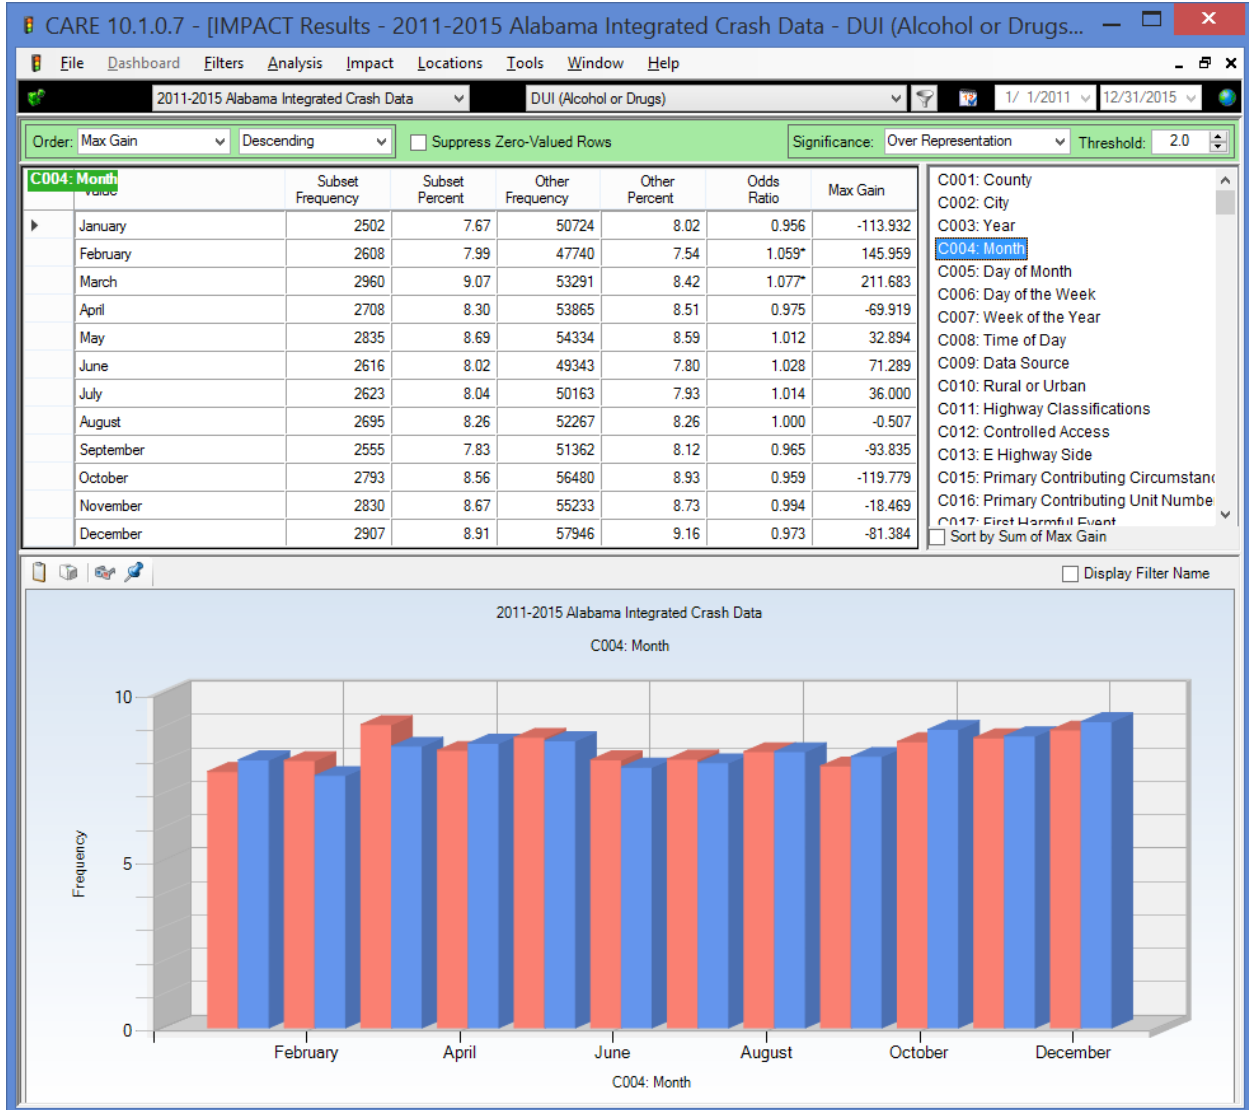 CARE 10.1.0.7 - [IMPACT Results - 2011-2015 Alabama Integrated Crash Data - DUI (Alcohol or Drugs...
File Dashboard Filters Analysis Impact Locations Tools Window Help
2011-2015 Alabama Integrated Crash Data DUI (Alcohol or Drugs) 1/ 1/2011 12/31/2015
Order: Max Gain Descending Suppress Zero-Valued Rows Significance: Over Representation Threshold: 2.0
C004: Month
Value Subset Frequency Subset Percent Other Frequency Other Percent Odds Ratio Max Gain
January 2502 7.67 50724 8.02 0.956 -113.932
February 2608 7.99 47740 7.54 1.059* 145.959
March 2960 9.07 53291 8.42 1.077* 211.683
April 2708 8.30 53865 8.51 0.975 -69.919
May 2835 8.69 54334 8.59 1.012 32.894
June 2616 8.02 49343 7.80 1.028 71.289
July 2623 8.04 50163 7.93 1.014 36.000
August 2695 8.26 52267 8.26 1.000 -0.507
September 2555 7.83 51362 8.12 0.965 -93.835
October 2793 8.56 56480 8.93 0.959 -119.779
November 2830 8.67 55233 8.73 0.994 -18.469
December 2907 8.91 57946 9.16 0.973 -81.384
C001: County
C002: City
C003: Year
C004: Month
C005: Day of Month
C006: Day of the Week
C007: Week of the Year
C008: Time of Day
C009: Data Source
C010: Rural or Urban
C011: Highway Classifications
C012: Controlled Access
C013: E Highway Side
C015: Primary Contributing Circumstanc
C016: Primary Contributing Unit Numbe
C017: First Harmful Event
Sort by Sum of Max Gain
Display Filter Name
2011-2015 Alabama Integrated Crash Data
C004: Month
10
5
0
Frequency
February April June August October December
C004: Month